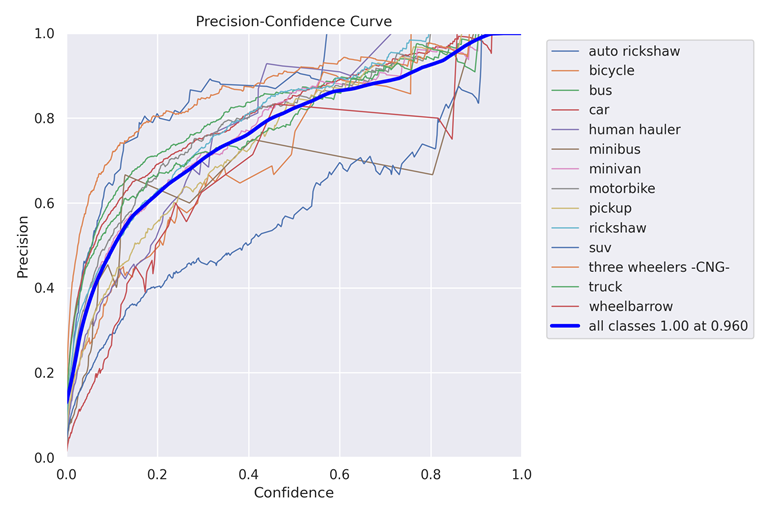 Precision-Confidence Curve
1.0
0.8
0.6
0.4
0.2
0.0
Precision
0.0 0.2 0.4 0.6 0.8 1.0
Confidence
auto rickshaw
bicycle
bus
car
human hauler
minibus
minivan
motorbike
pickup
rickshaw
suv
three wheelers -CNG-
truck
wheelbarrow
all classes 1.00 at 0.960